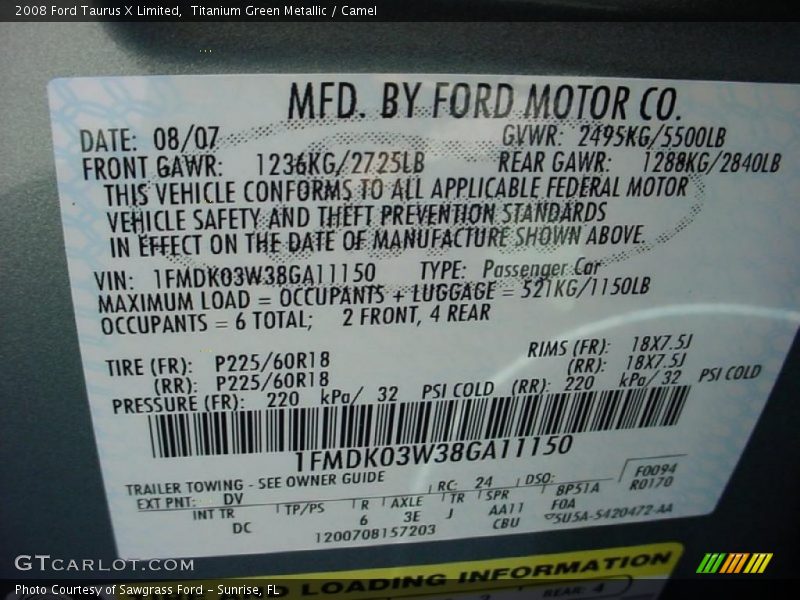 2008 Ford Taurus X Limited, Titanium Green Metallic / Camel
MFD. BY FORD MOTOR CO.
DATE: 08/07 GVWR: 2495KG/5500LB
FRONT GAWR: 1236KG/2725LB REAR GAWR: 1288KG/2840LB
THIS VEHICLE CONFORMS TO ALL APPLICABLE FEDERAL MOTOR
VEHICLE SAFETY AND THEFT PREVENTION STANDARDS
IN EFFECT ON THE DATE OF MANUFACTURE SHOWN ABOVE.
VIN: 1FMDK03W38GA11150 TYPE: Passenger Car
MAXIMUM LOAD = OCCUPANTS + LUGGAGE = 521KG/1150LB
OCCUPANTS = 6 TOTAL; 2 FRONT, 4 REAR
TIRE (FR): P225/60R18 RIMS (FR): 18X7.5J
(RR): P225/60R18 (RR): 18X7.5J
PRESSURE (FR): 220 kPa/ 32 PSI COLD (RR): 220 kPa/ 32 PSI COLD
1FMDK03W38GA11150
TRAILER TOWING - SEE OWNER GUIDE F0094
EXT PNT: DV RC: 24 DSO: 8P51A R0170
INT TR TP/PS R AXLE TR SPR F0A
DC 6 3E J AA11
1200708157203 CBU 5U5A-5420472-AA
LOADING INFORMATION
REAR: 4
GTCARLOT.COM
Photo Courtesy of Sawgrass Ford - Sunrise, FL